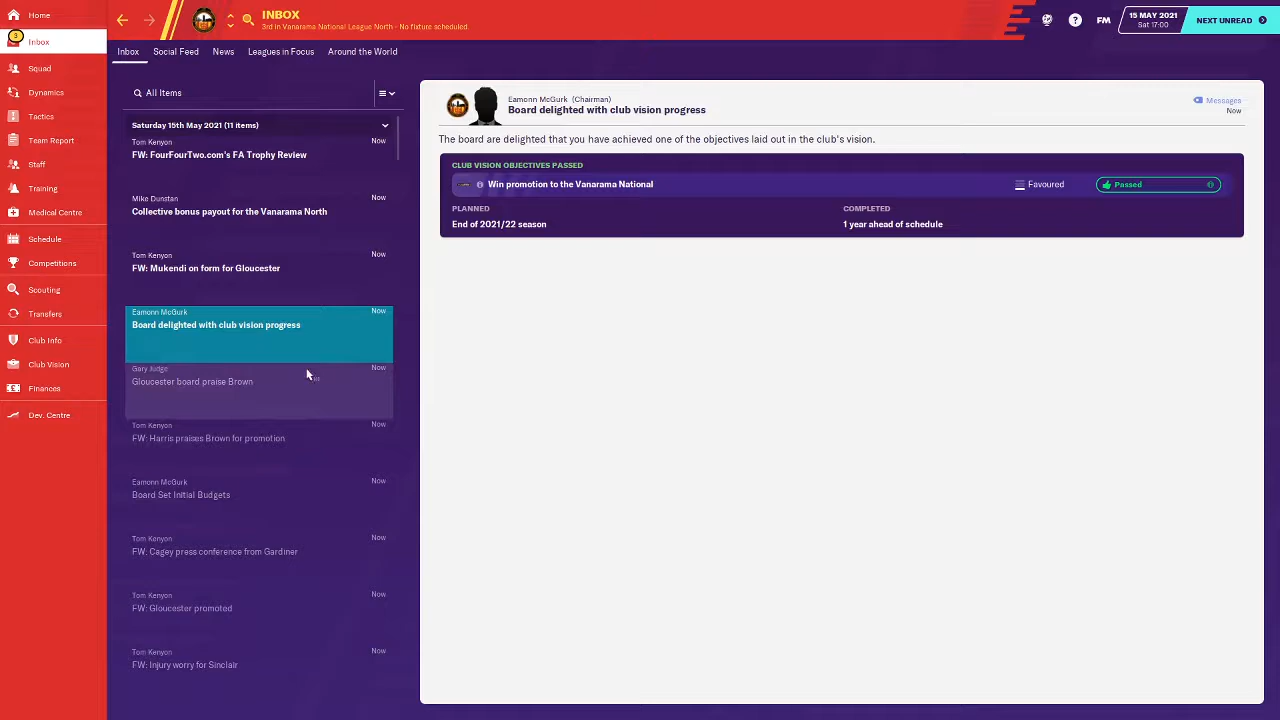 Home
INBOX
3rd in Vanarama National League North - No fixture scheduled.
FM
15 MAY 2021
Sat 17:00
NEXT UNREAD
3
Inbox
Squad
Dynamics
Tactics
Team Report
Staff
Training
Medical Centre
Schedule
Competitions
Scouting
Transfers
Club Info
Club Vision
Finances
Dev. Centre
Inbox
Social Feed
News
Leagues in Focus
Around the World
All Items
Saturday 15th May 2021 (11 items)
Tom Kenyon
Now
FW: FourFourTwo.com's FA Trophy Review
Mike Dunstan
Now
Collective bonus payout for the Vanarama North
Tom Kenyon
Now
FW: Mukendi on form for Gloucester
Eamonn McGurk
Now
Board delighted with club vision progress
Gary Judge
Now
Gloucester board praise Brown
Tom Kenyon
Now
FW: Harris praises Brown for promotion
Eamonn McGurk
Now
Board Set Initial Budgets
Tom Kenyon
Now
FW: Cagey press conference from Gardiner
Tom Kenyon
Now
FW: Gloucester promoted
Tom Kenyon
Now
FW: Injury worry for Sinclair
Eamonn McGurk (Chairman)
Board delighted with club vision progress
Messages
Now
The board are delighted that you have achieved one of the objectives laid out in the club's vision.
CLUB VISION OBJECTIVES PASSED
Win promotion to the Vanarama National
Favoured
Passed
PLANNED
COMPLETED
End of 2021/22 season
1 year ahead of schedule